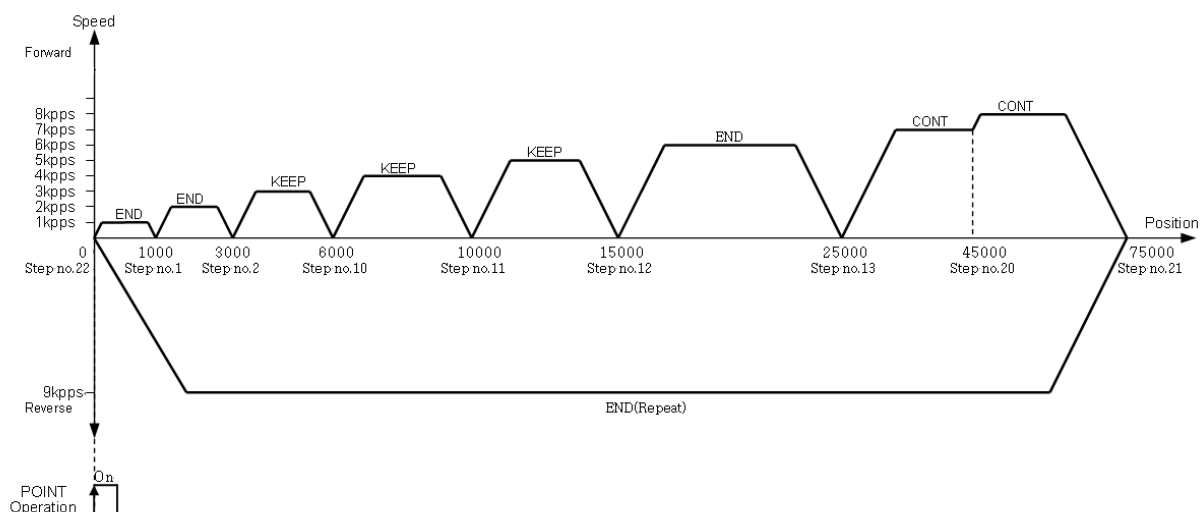 Speed
Forward
8kpps
7kpps
6kpps
5kpps
4kpps
3kpps
2kpps
1kpps
END
END
KEEP
KEEP
KEEP
END
CONT
CONT
Position
0
1000
3000
6000
10000
15000
25000
45000
75000
Step no.22
Step no.1
Step no.2
Step no.10
Step no.11
Step no.12
Step no.13
Step no.20
Step no.21
9kpps
Reverse
END(Repeat)
On
POINT
Operation